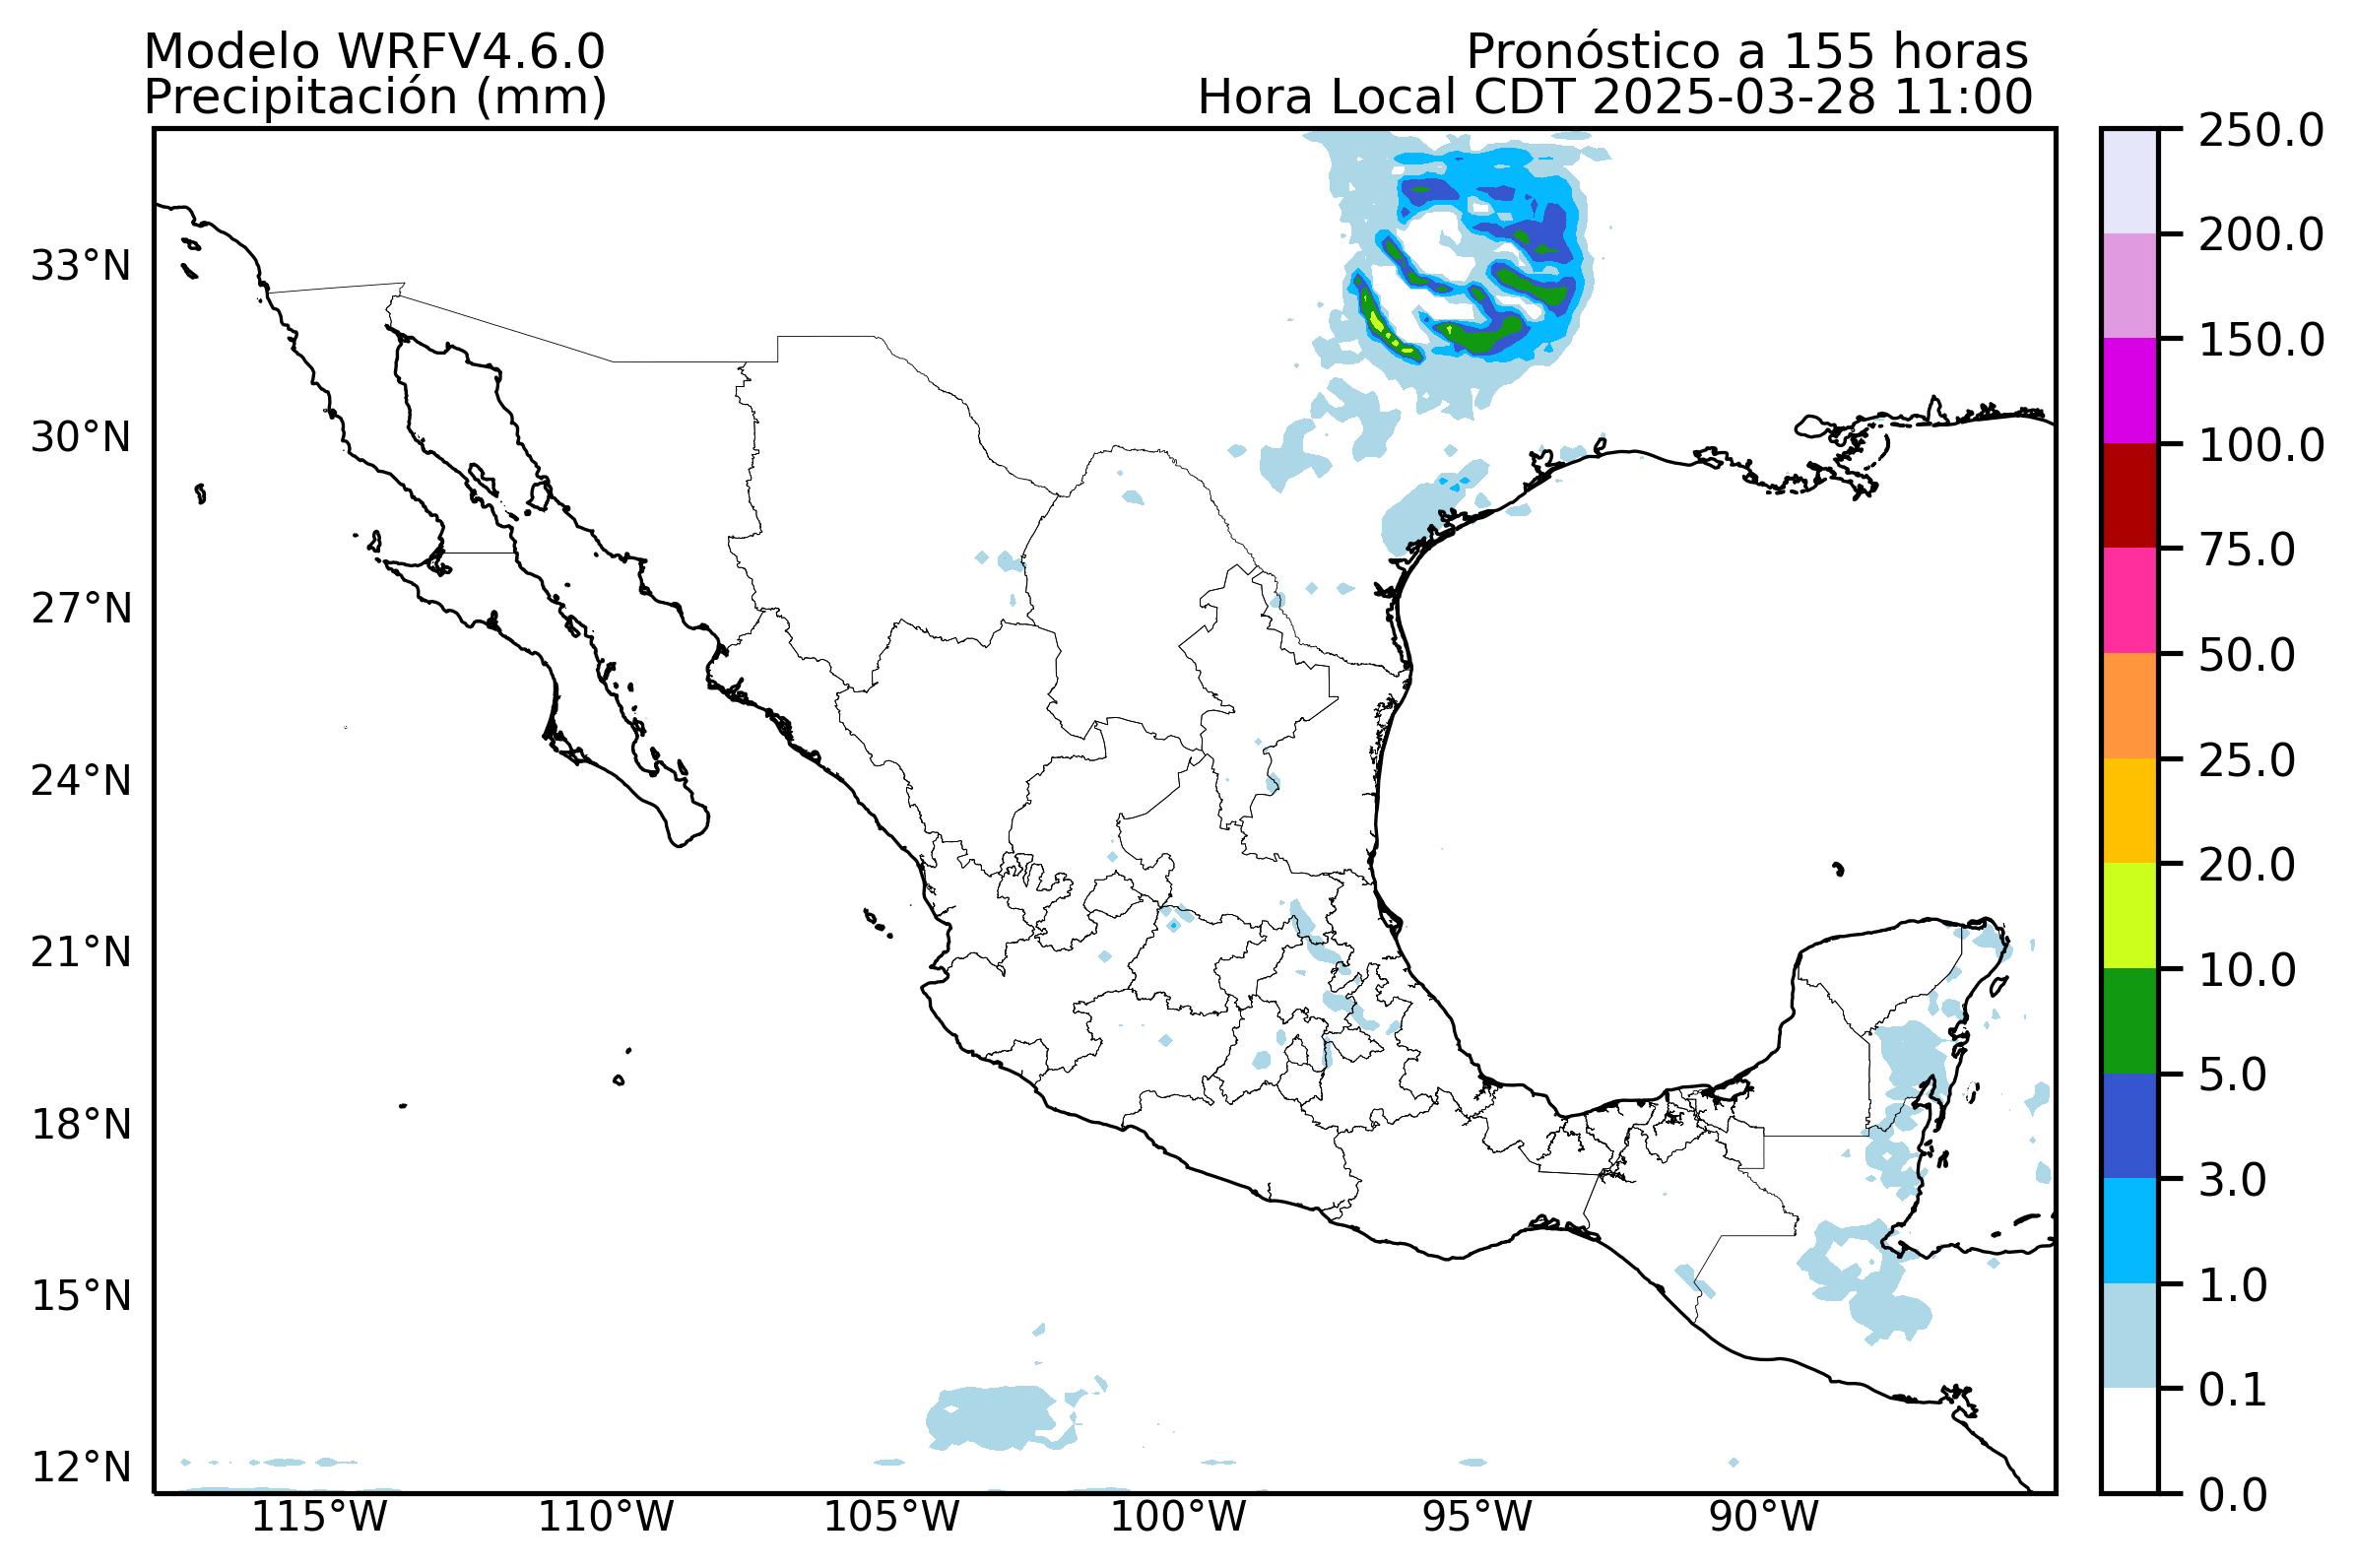 Modelo WRFV4.6.0
Precipitación (mm)
Pronóstico a 155 horas
Hora Local CDT 2025-03-28 11:00
33°N
30°N
27°N
24°N
21°N
18°N
15°N
12°N
115°W
110°W
105°W
100°W
95°W
90°W
250.0
200.0
150.0
100.0
75.0
50.0
25.0
20.0
10.0
5.0
3.0
1.0
0.1
0.0